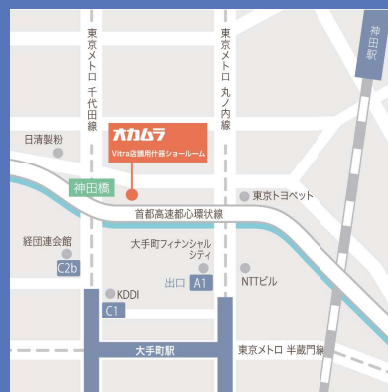 神田駅
東京メトロ 千代田線
東京メトロ 丸ノ内線
オカムラ
Vitra店舗用什器ショールーム
日清製粉
神田橋
東京トヨペット
首都高速都心環状線
経団連会館
C2b
大手町フィナンシャル
シティ
出口 A1
NTTビル
KDDI
C1
大手町駅
東京メトロ 半蔵門線